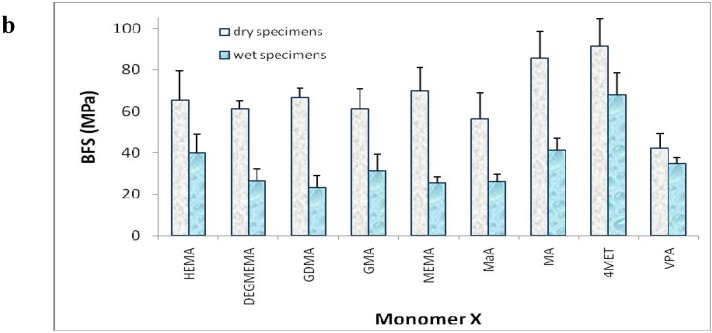 b
100
80
60
40
20
0
BFS (MPa)
dry specimens
wet specimens
HEMA
DEGMEMA
GDMA
GMA
MEMA
MaA
MA
4MET
VPA
Monomer X